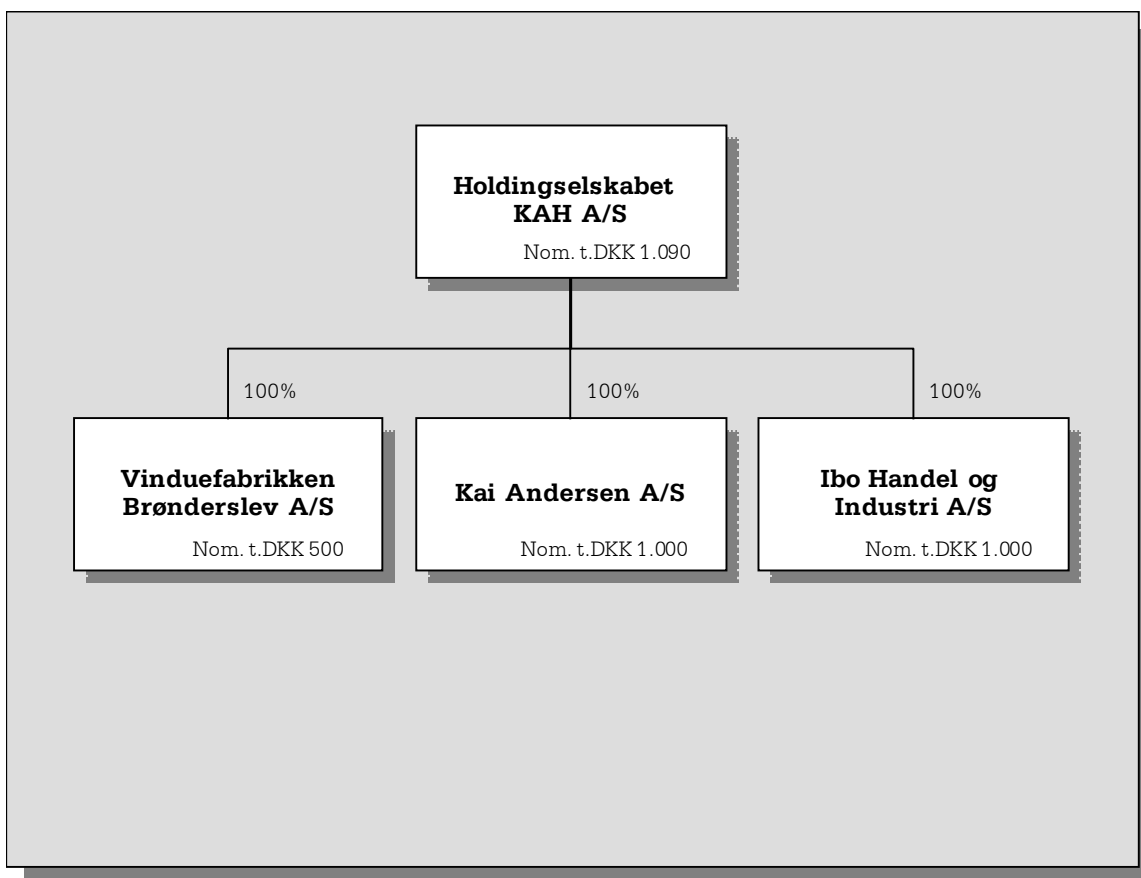 Holdingselskabet
KAH A/S
Nom. t.DKK 1.090
100%
100%
100%
Vinduefabrikken
Brønderslev A/S
Nom. t.DKK 500
Kai Andersen A/S
Nom. t.DKK 1.000
Ibo Handel og
Industri A/S
Nom. t.DKK 1.000